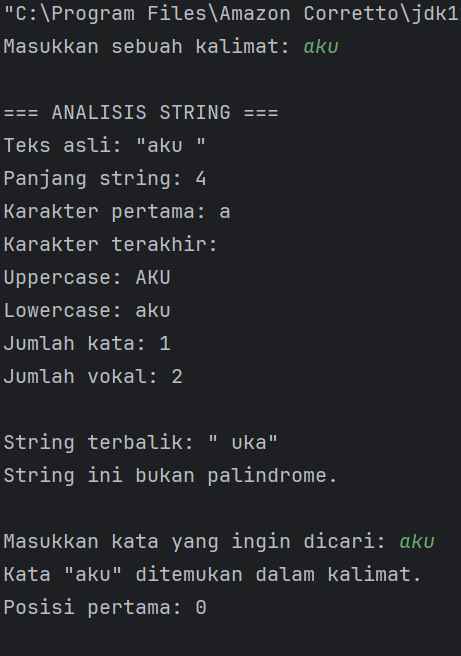 "C:\Program Files\Amazon Corretto\jdk1
Masukkan sebuah kalimat: aku
=== ANALISIS STRING ===
Teks asli: "aku "
Panjang string: 4
Karakter pertama: a
Karakter terakhir:
Uppercase: AKU
Lowercase: aku
Jumlah kata: 1
Jumlah vokal: 2
String terbalik: " uka"
String ini bukan palindrome.
Masukkan kata yang ingin dicari: aku
Kata "aku" ditemukan dalam kalimat.
Posisi pertama: 0